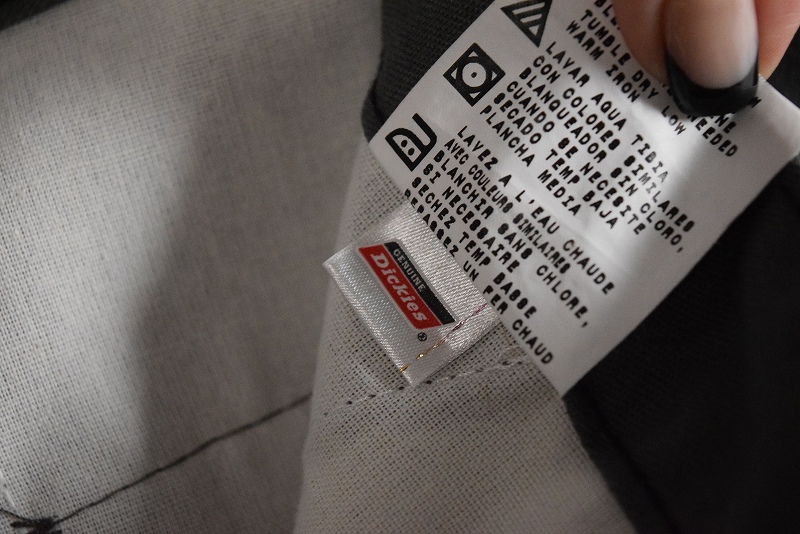 TUMBLE DRY
WARM IRON
LOW
NEEDED
LAVAR AQUA TIBIA
CON COLORES SIMILARES
BLANQUEADOR SIN CLORO,
CUANDO SE NECESITE
SECADO TEMP BAJA
PLANCHA MEDIA
LAVEZ A L'EAU CHAUDE
AVEC COULEURS SIMILAIRES
BLANCHIR SANS CHLORE,
SI NECESSAIRE
SECHEZ TEMP BASSE
REPASSEZ UN PEU CHAUD
GENUINE
Dickies
®